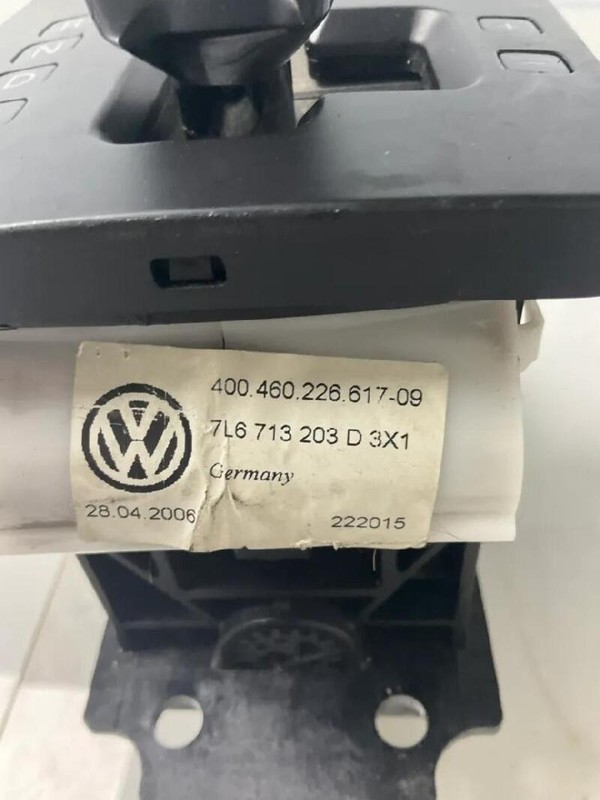 R
N
D
+
400.460.226.617-09
7L6 713 203 D 3X1
Germany
28.04.2006
222015